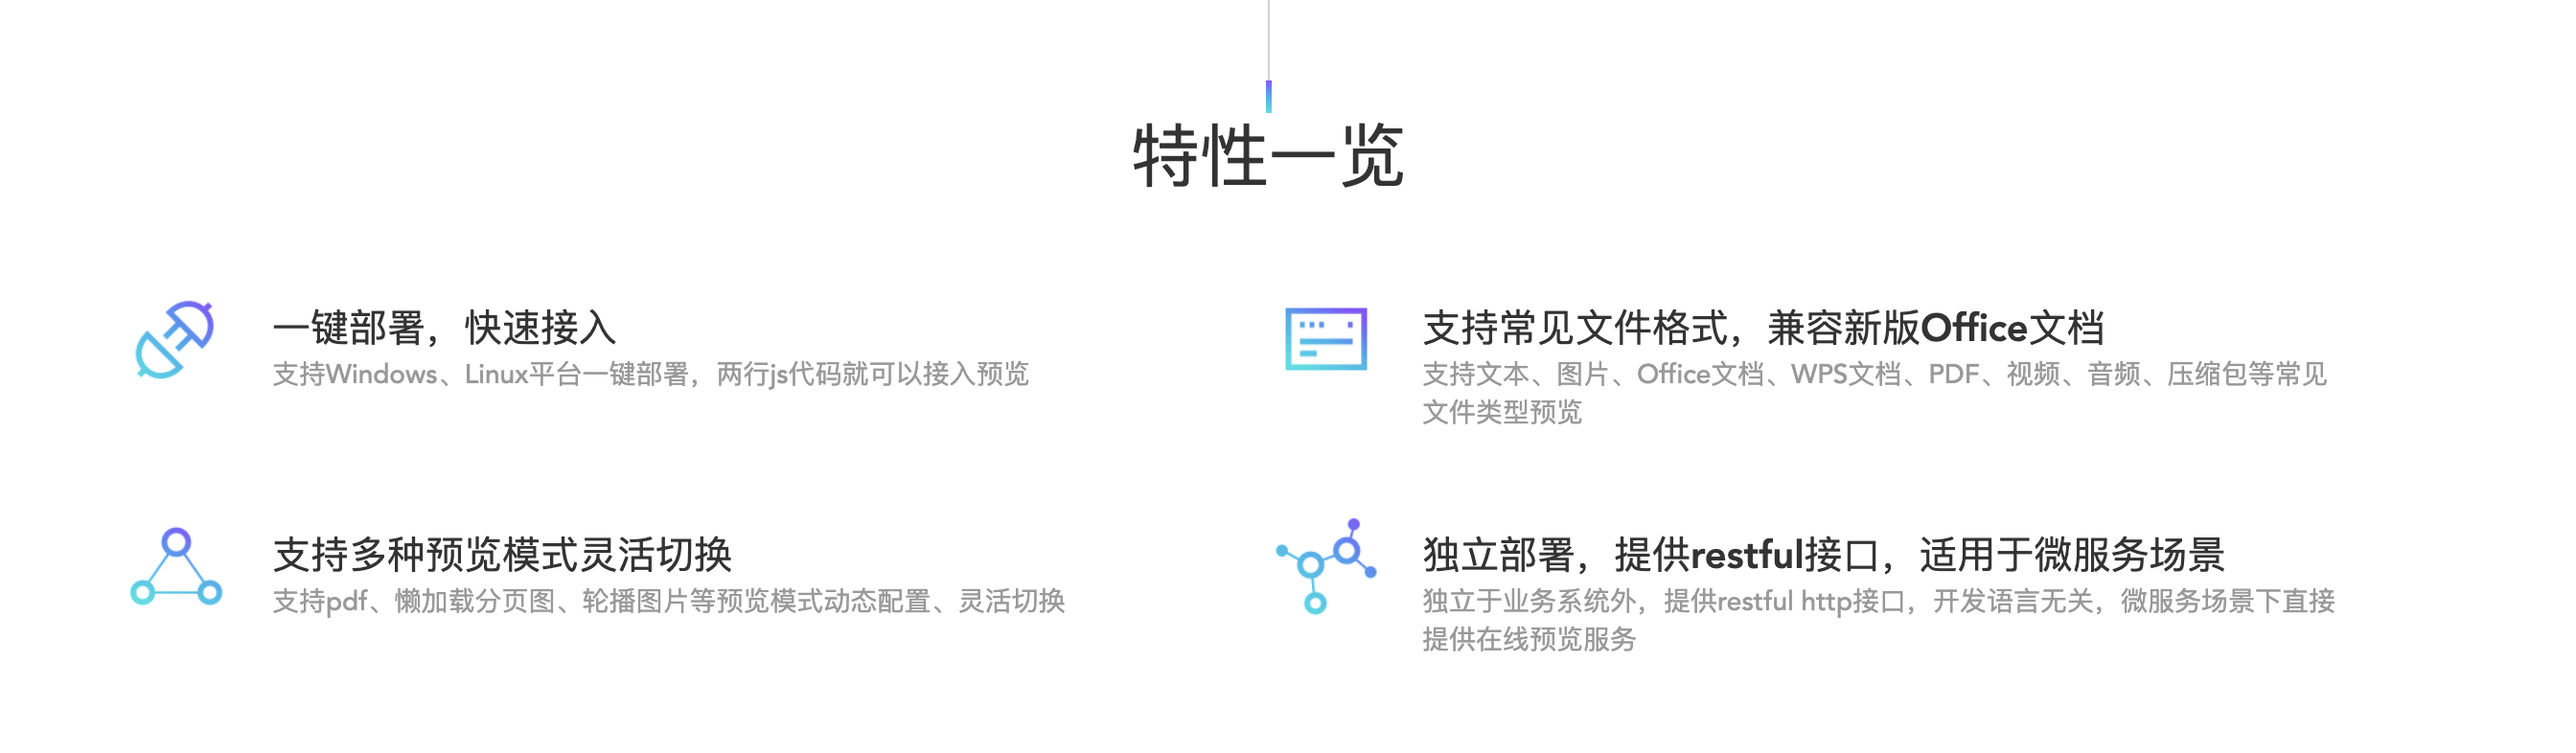 特性一览
一键部署，快速接入
支持Windows、Linux平台一键部署，两行js代码就可以接入预览
支持常见文件格式，兼容新版Office文档
支持文本、图片、Office文档、WPS文档、PDF、视频、音频、压缩包等常见
文件类型预览
支持多种预览模式灵活切换
支持pdf、懒加载分页图、轮播图片等预览模式动态配置、灵活切换
独立部署，提供restful接口，适用于微服务场景
独立于业务系统外，提供restful http接口，开发语言无关，微服务场景下直接
提供在线预览服务